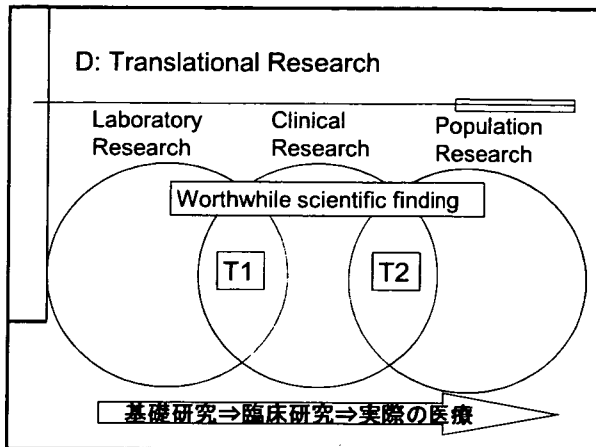 D: Translational Research
Laboratory
Research
Clinical
Research
Population
Research
Worthwhile scientific finding
T1
T2
基礎研究⇒臨床研究⇒実際の医療